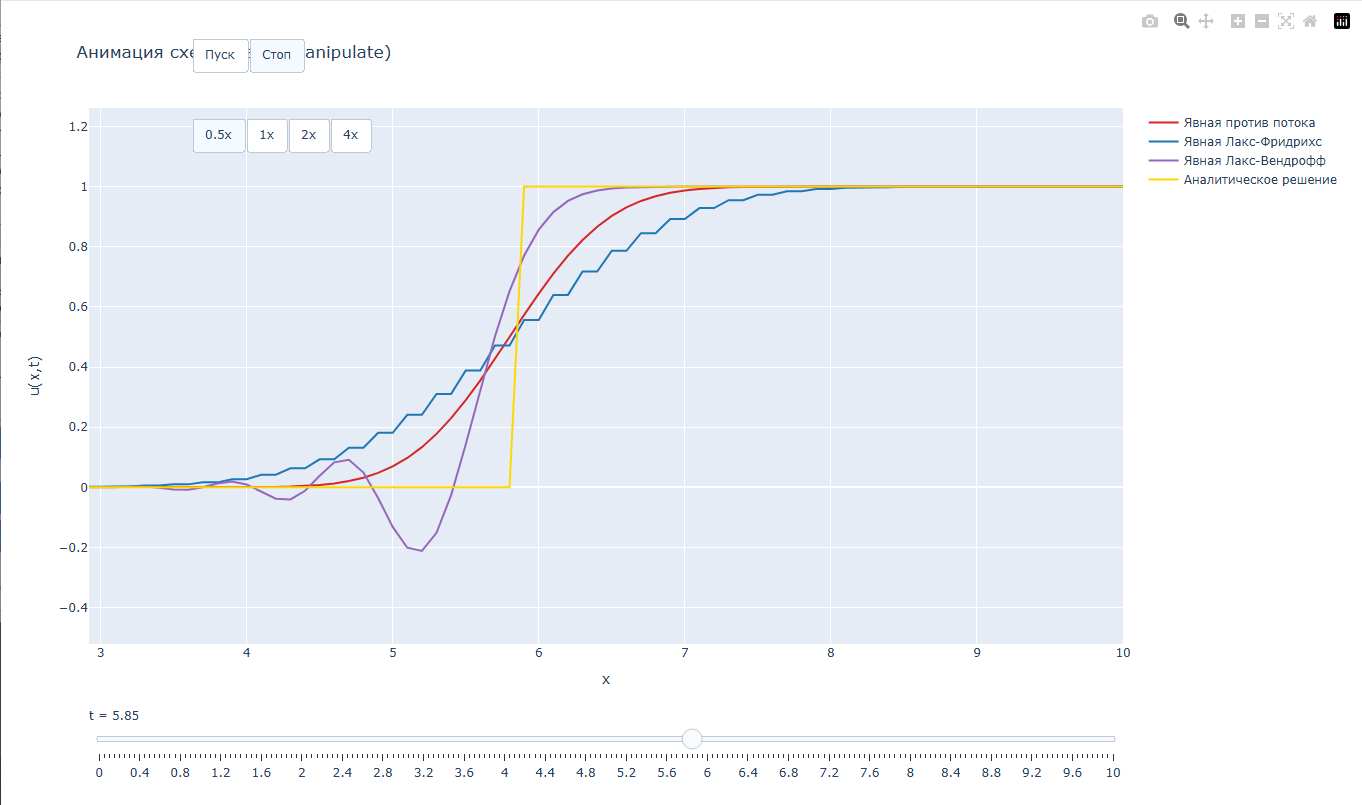 Анимация схе
Пуск
Стоп
anipulate)
0.5x
1x
2x
4x
Явная против потока
Явная Лакс-Фридрихс
Явная Лакс-Вендрофф
Аналитическое решение
1.2
1
0.8
0.6
0.4
0.2
0
−0.2
−0.4
u(x,t)
3 4 5 6 7 8 9 10
x
t = 5.85
0 0.4 0.8 1.2 1.6 2 2.4 2.8 3.2 3.6 4 4.4 4.8 5.2 5.6 6 6.4 6.8 7.2 7.6 8 8.4 8.8 9.2 9.6 10